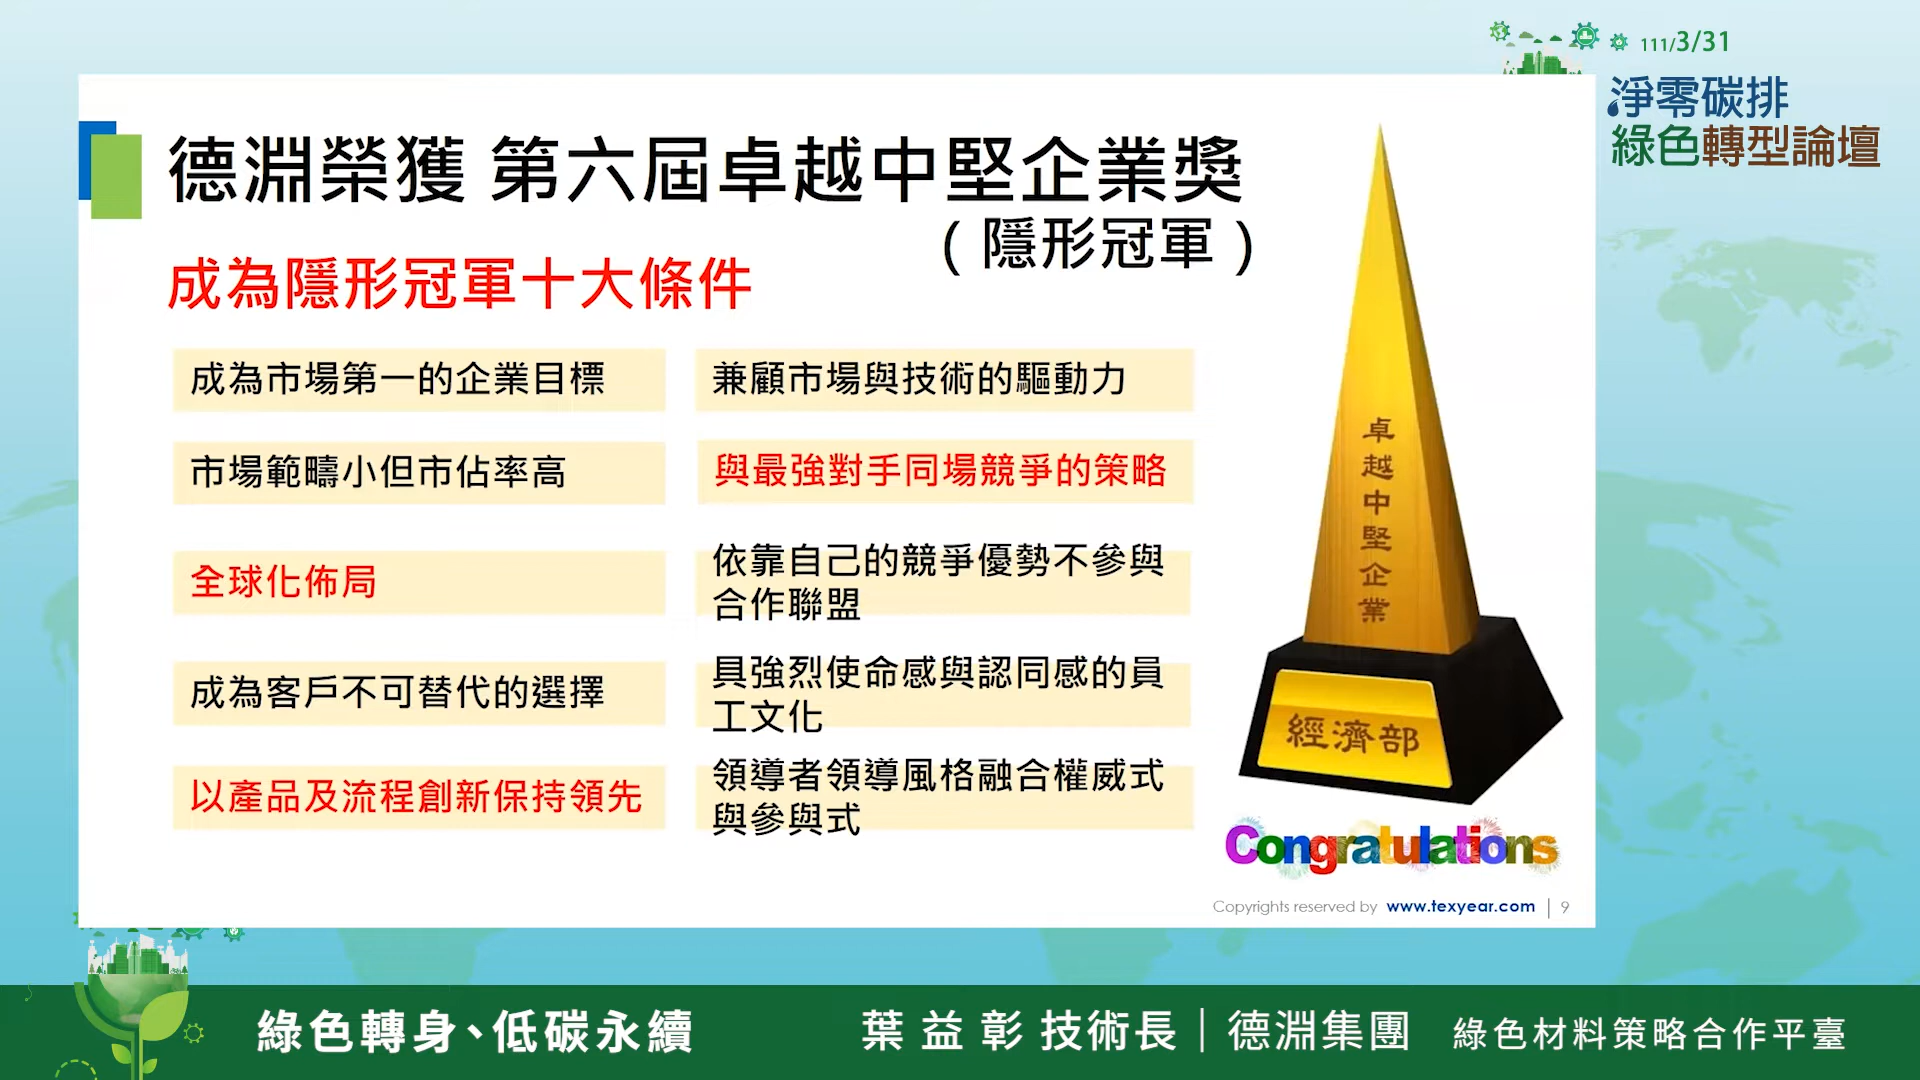 111/3/31
淨零碳排
綠色轉型論壇
德淵榮獲 第六屆卓越中堅企業獎
（隱形冠軍）
成為隱形冠軍十大條件
成為市場第一的企業目標
市場範疇小但市佔率高
全球化佈局
成為客戶不可替代的選擇
以產品及流程創新保持領先
兼顧市場與技術的驅動力
與最強對手同場競爭的策略
依靠自己的競爭優勢不參與
合作聯盟
具強烈使命感與認同感的員
工文化
領導者領導風格融合權威式
與參與式
卓越中堅企業
經濟部
Congratulations
Copyrights reserved by www.texyear.com | 9
綠色轉身、低碳永續
葉益彰 技術長｜德淵集團 綠色材料策略合作平臺